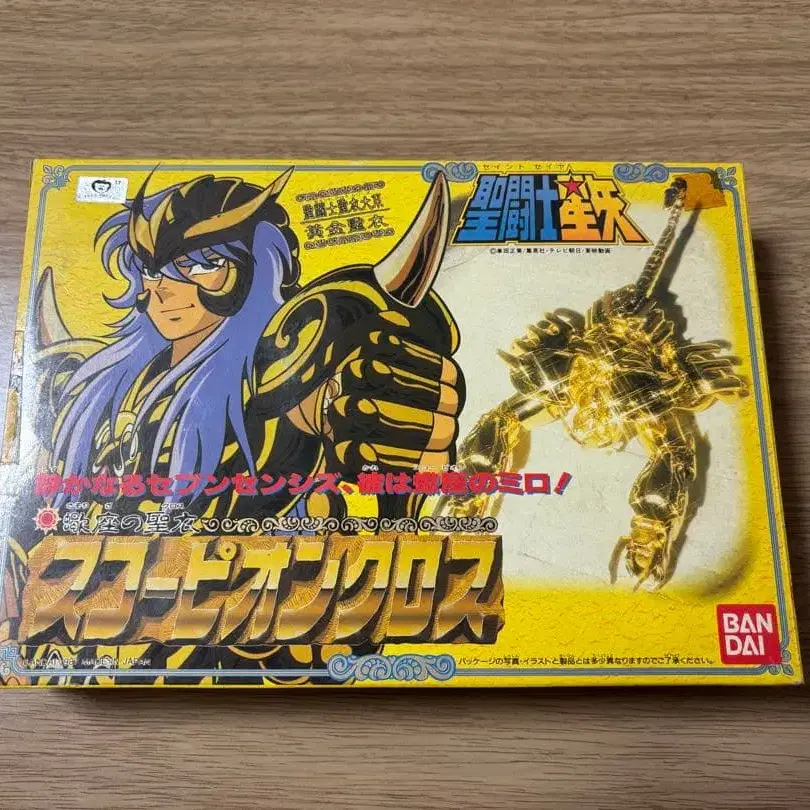 セイント セイヤ
聖闘士星矢
©車田正美/集英社・テレビ朝日・東映動画
聖闘士聖衣大系
黄金聖衣
静かなるセブンセンシズ、彼は蠍座のミロ!
蠍座の聖衣
スコーピオンクロス
BAN
DAI
©BANDAI 1987 MADE IN JAPAN
パッケージの写真・イラストと製品とは多少異なりますのでご了承ください。